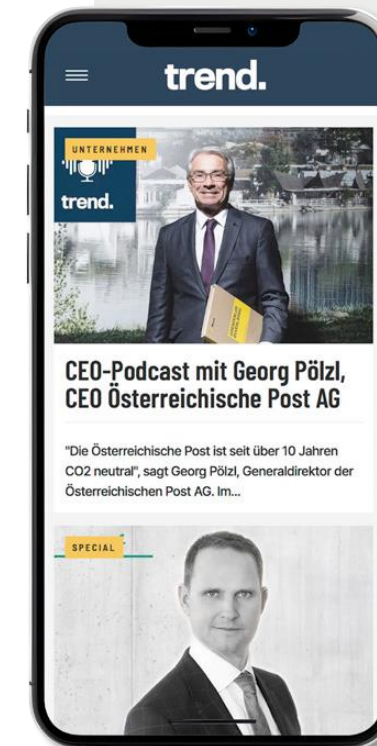 trend.
UNTERNEHMEN
trend.
CEO-Podcast mit Georg Pölzl,
CEO Österreichische Post AG
"Die Österreichische Post ist seit über 10 Jahren
CO2 neutral", sagt Georg Pölzl, Generaldirektor der
Österreichischen Post AG. Im...
SPECIAL